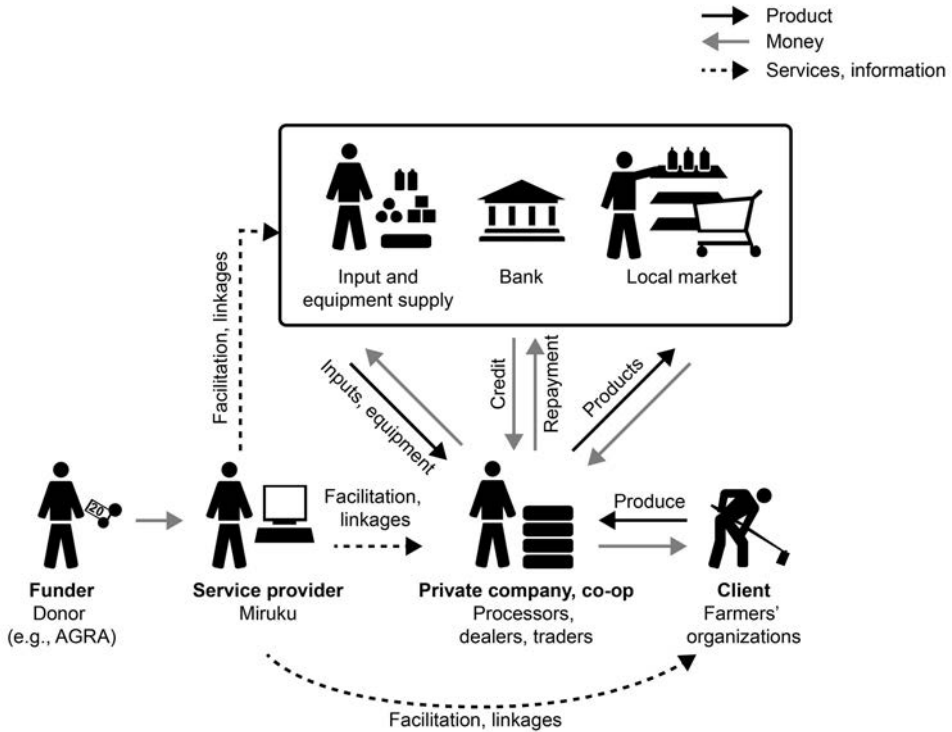 Product
Money
Services, information
Input and
equipment supply
Bank
Local market
Facilitation, linkages
Inputs, equipment
Credit
Repayment
Products
20
Facilitation,
linkages
Produce
Funder
Donor
(e.g., AGRA)
Service provider
Miruku
Private company, co-op
Processors,
dealers, traders
Client
Farmers'
organizations
Facilitation, linkages